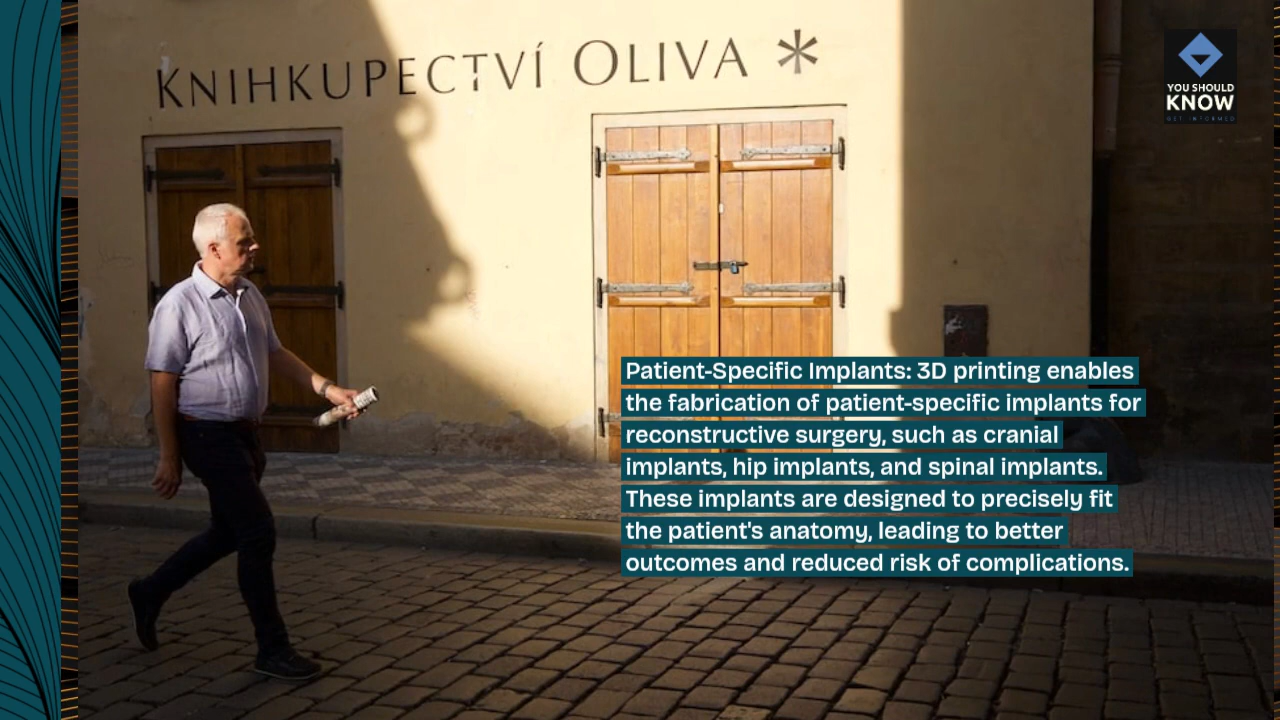 KNIHKUPECTVÍ OLIVA *
YOU SHOULD
KNOW
GET INFORMED
Patient-Specific Implants: 3D printing enables
the fabrication of patient-specific implants for
reconstructive surgery, such as cranial
implants, hip implants, and spinal implants.
These implants are designed to precisely fit
the patient's anatomy, leading to better
outcomes and reduced risk of complications.